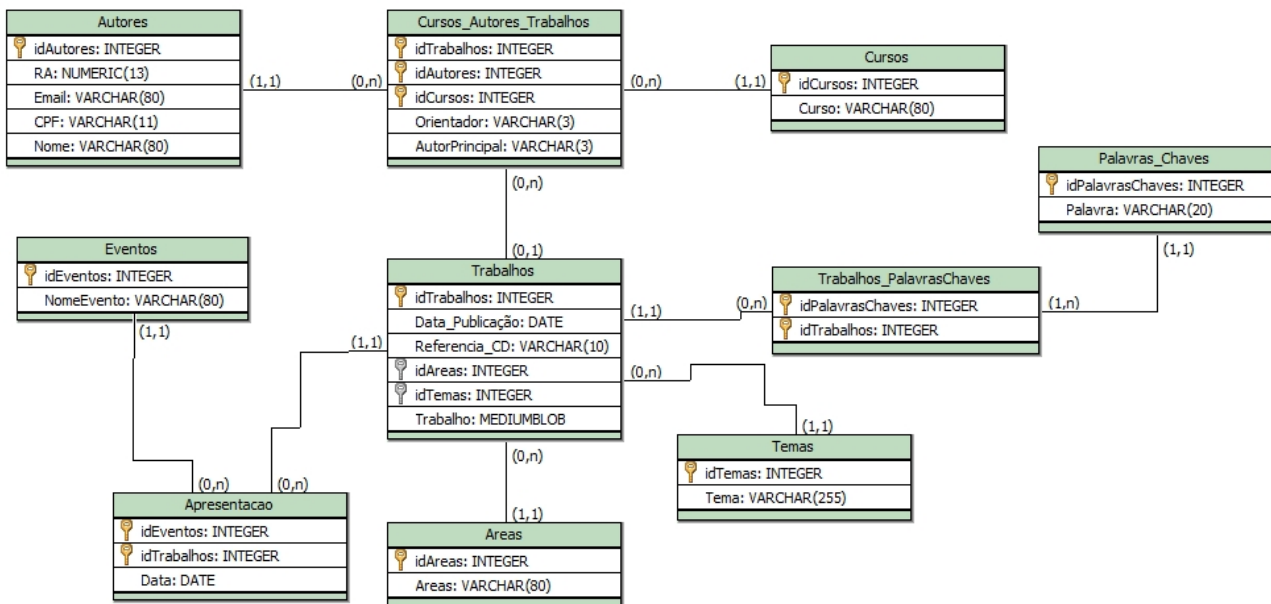 Autores
idAutores: INTEGER
RA: NUMERIC(13)
Email: VARCHAR(80)
CPF: VARCHAR(11)
Nome: VARCHAR(80)
(1,1)
(0,n)
Cursos_Autores_Trabalhos
idTrabalhos: INTEGER
idAutores: INTEGER
idCursos: INTEGER
Orientador: VARCHAR(3)
AutorPrincipal: VARCHAR(3)
(0,n)
(1,1)
Cursos
idCursos: INTEGER
Curso: VARCHAR(80)
(0,n)
(0,1)
Palavras_Chaves
idPalavrasChaves: INTEGER
Palavra: VARCHAR(20)
(1,1)
Eventos
idEventos: INTEGER
NomeEvento: VARCHAR(80)
(1,1)
(1,1)
Trabalhos
idTrabalhos: INTEGER
Data_Publicação: DATE
Referencia_CD: VARCHAR(10)
idAreas: INTEGER
idTemas: INTEGER
Trabalho: MEDIUMBLOB
(1,1)
(0,n)
Trabalhos_PalavrasChaves
idPalavrasChaves: INTEGER
idTrabalhos: INTEGER
(1,n)
(0,n)
(1,1)
Temas
idTemas: INTEGER
Tema: VARCHAR(255)
(0,n)
(0,n)
Apresentacao
idEventos: INTEGER
idTrabalhos: INTEGER
Data: DATE
(0,n)
(1,1)
Areas
idAreas: INTEGER
Areas: VARCHAR(80)